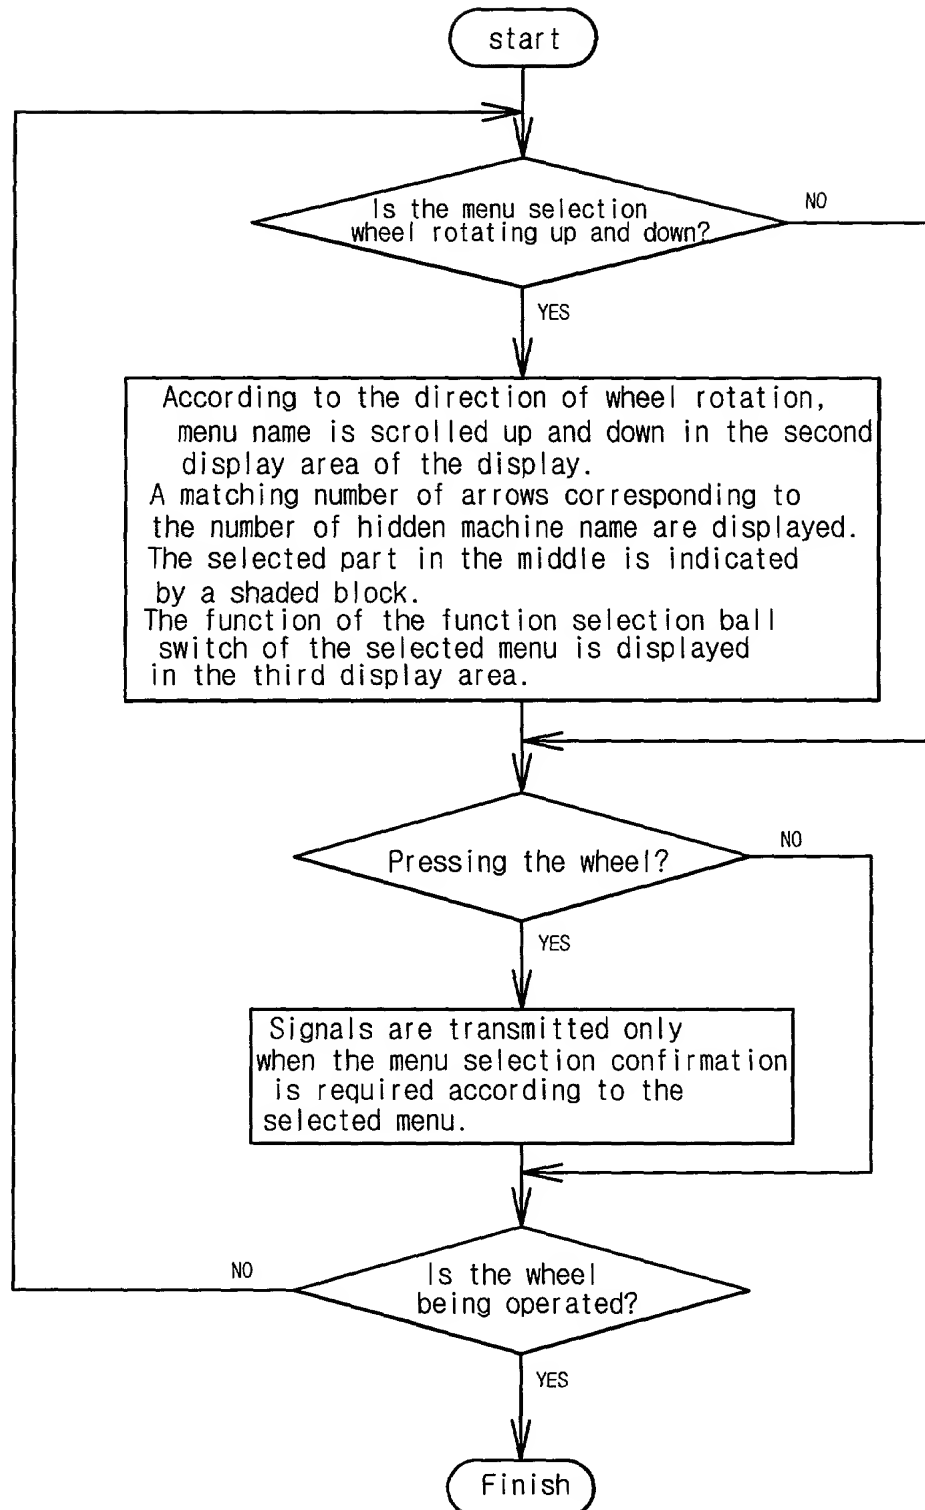 start
Is the menu selection
wheel rotating up and down?
NO
YES
According to the direction of wheel rotation,
menu name is scrolled up and down in the second
display area of the display.
A matching number of arrows corresponding to
the number of hidden machine name are displayed.
The selected part in the middle is indicated
by a shaded block.
The function of the function selection ball
switch of the selected menu is displayed
in the third display area.
Pressing the wheel?
NO
YES
Signals are transmitted only
when the menu selection confirmation
is required according to the
selected menu.
NO
Is the wheel
being operated?
YES
Finish